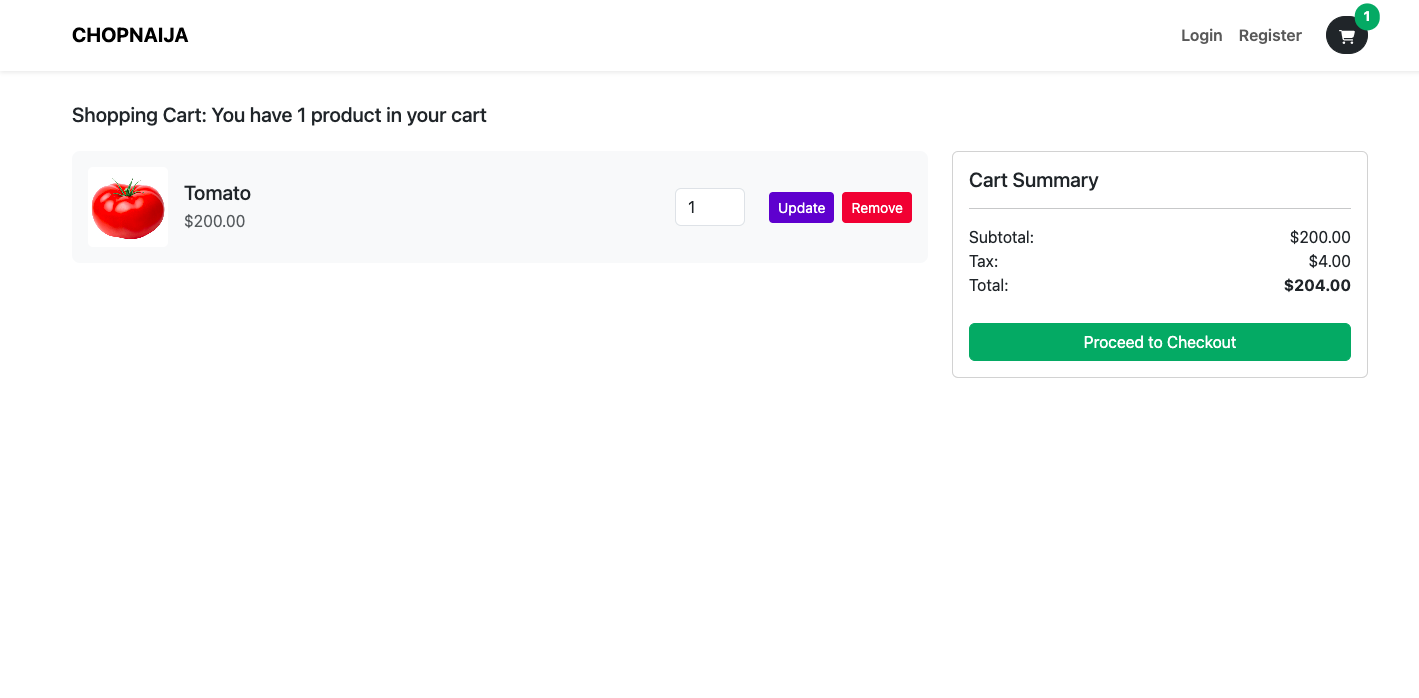 CHOPNAIJA
Login Register 1
Shopping Cart: You have 1 product in your cart
Tomato
$200.00
1 Update Remove
Cart Summary
Subtotal: $200.00
Tax: $4.00
Total: $204.00
Proceed to Checkout